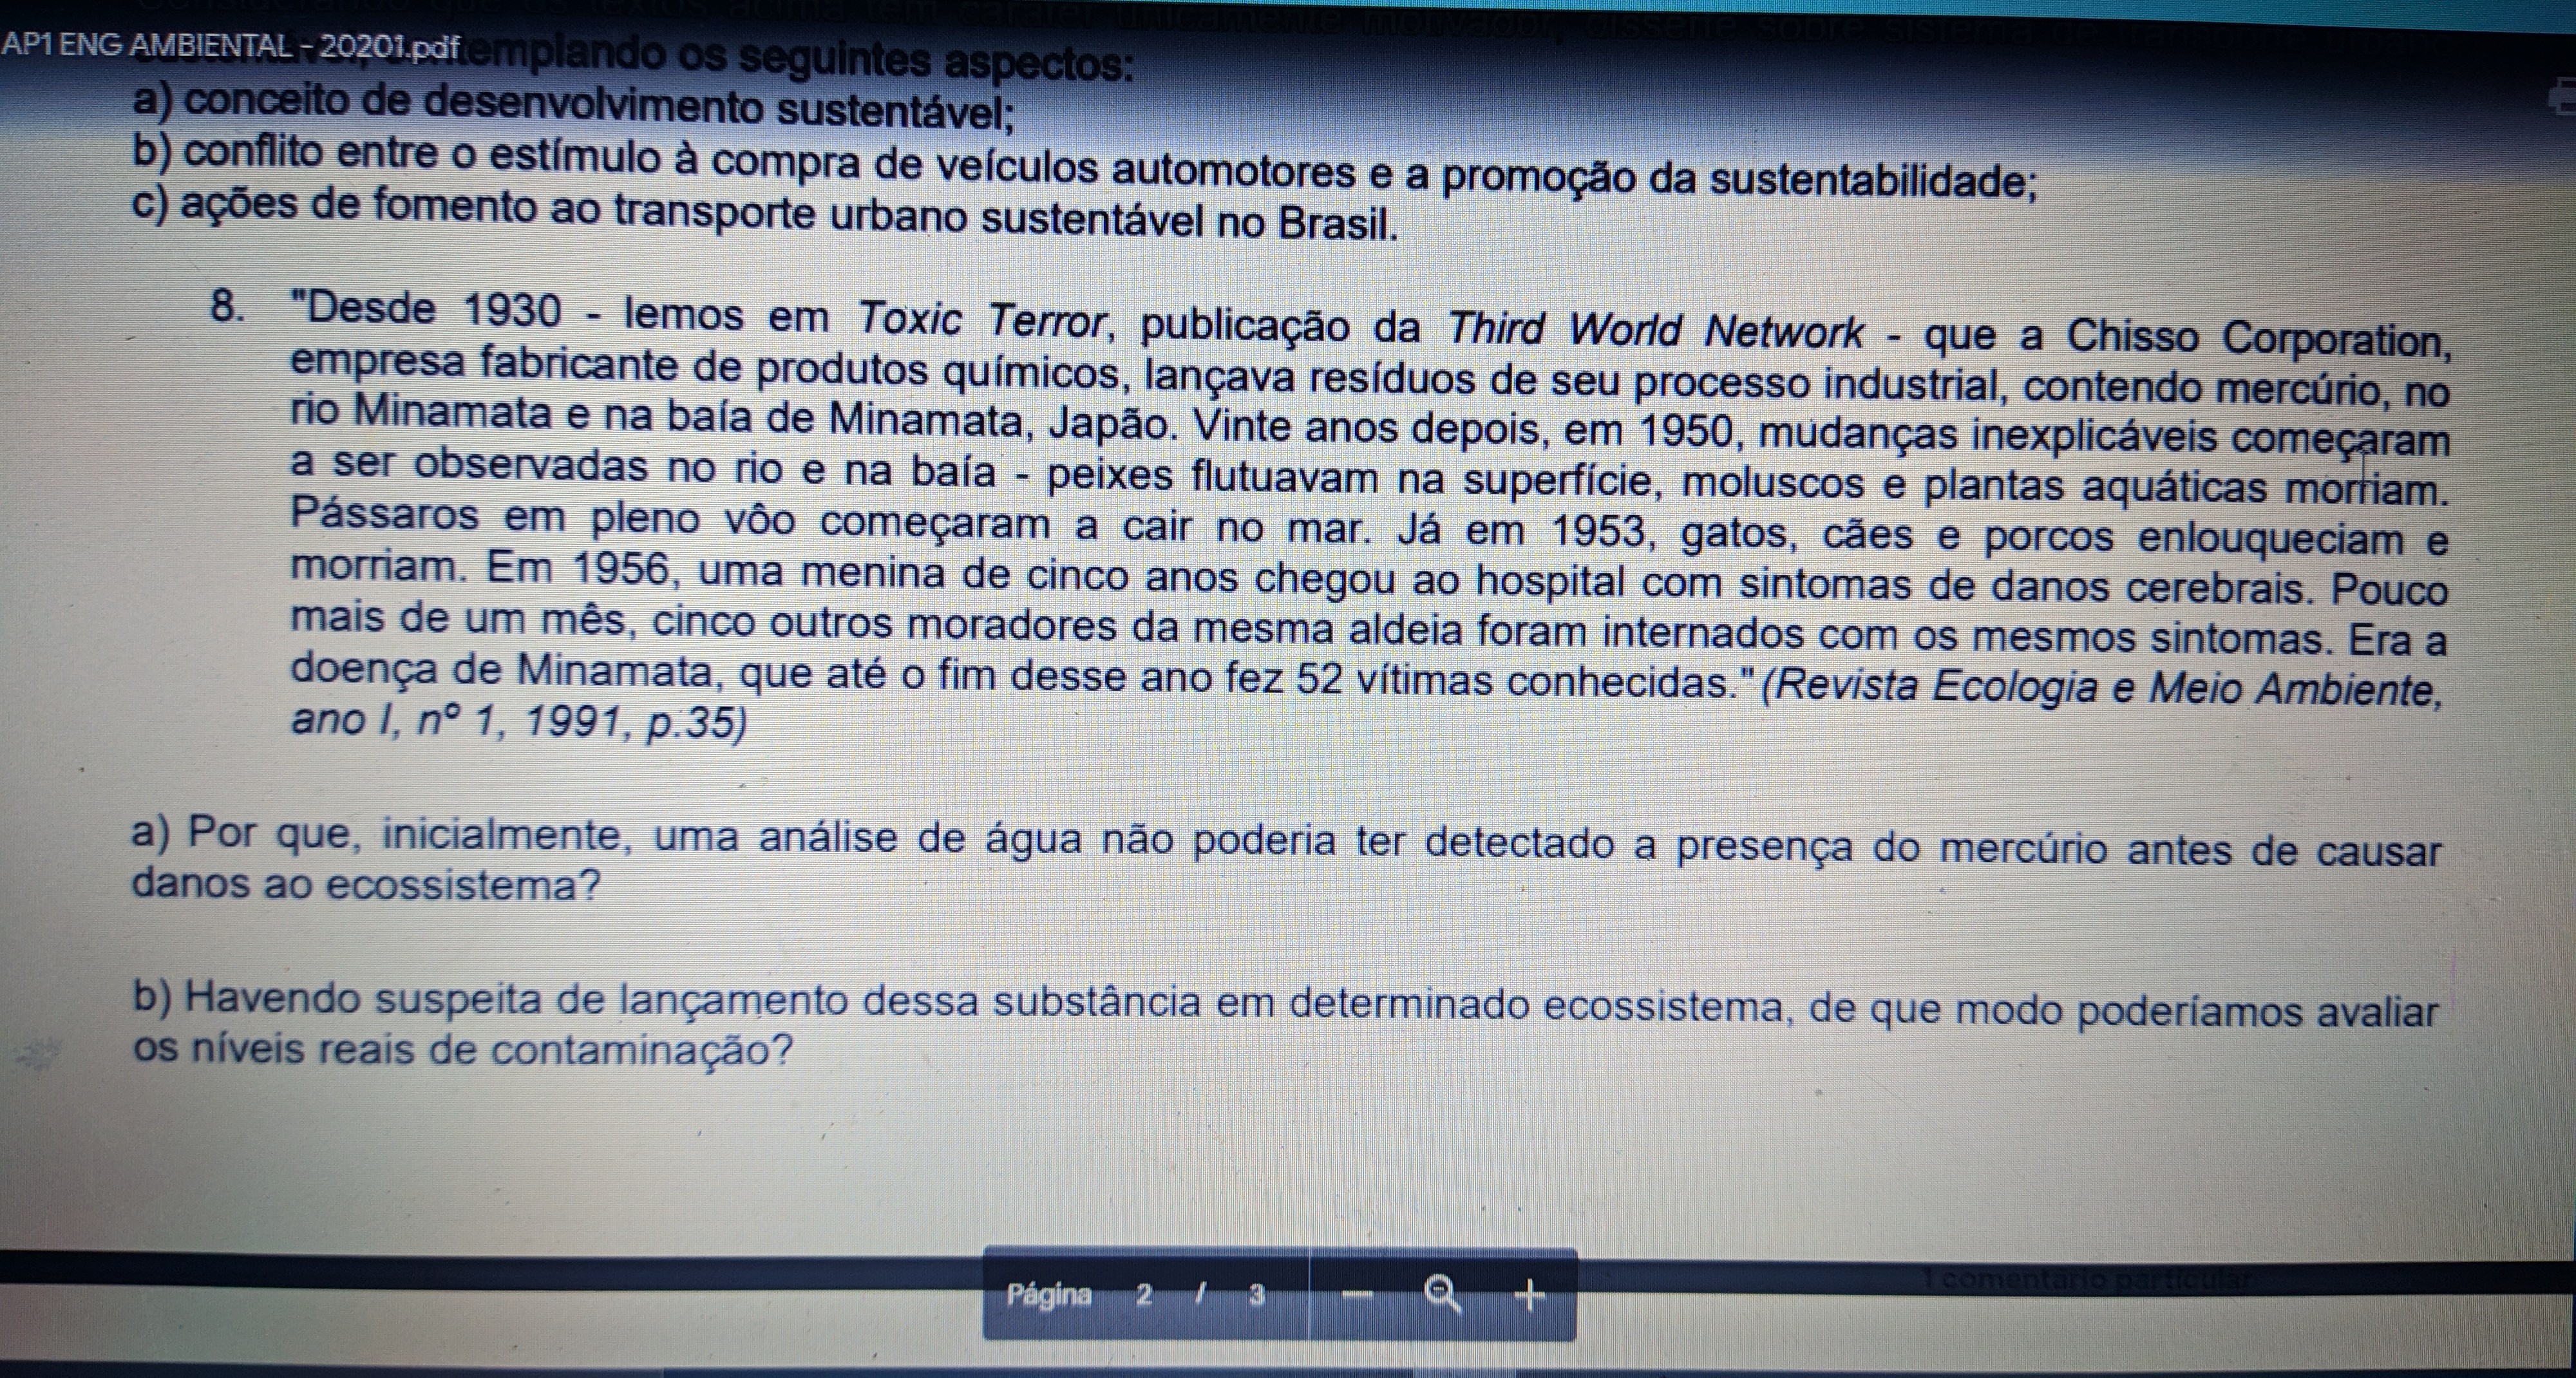 AP1 ENG AMBIENTAL - 20201.pdf
templando os seguintes aspectos:
a) conceito de desenvolvimento sustentável;
b) conflito entre o estímulo à compra de veículos automotores e a promoção da sustentabilidade;
c) ações de fomento ao transporte urbano sustentável no Brasil.
8. "Desde 1930 - lemos em Toxic Terror, publicação da Third World Network - que a Chisso Corporation,
empresa fabricante de produtos químicos, lançava resíduos de seu processo industrial, contendo mercúrio, no
rio Minamata e na baía de Minamata, Japão. Vinte anos depois, em 1950, mudanças inexplicáveis começaram
a ser observadas no rio e na baía - peixes flutuavam na superfície, moluscos e plantas aquáticas morriam.
Pássaros em pleno vôo começaram a cair no mar. Já em 1953, gatos, cães e porcos enlouqueciam e
morriam. Em 1956, uma menina de cinco anos chegou ao hospital com sintomas de danos cerebrais. Pouco
mais de um mês, cinco outros moradores da mesma aldeia foram internados com os mesmos sintomas. Era a
doença de Minamata, que até o fim desse ano fez 52 vítimas conhecidas." (Revista Ecologia e Meio Ambiente,
ano I, nº 1, 1991, p.35)
a) Por que, inicialmente, uma análise de água não poderia ter detectado a presença do mercúrio antes de causar
danos ao ecossistema?
b) Havendo suspeita de lançamento dessa substância em determinado ecossistema, de que modo poderíamos avaliar
os níveis reais de contaminação?
1 comentário particular
Página 2 / 3